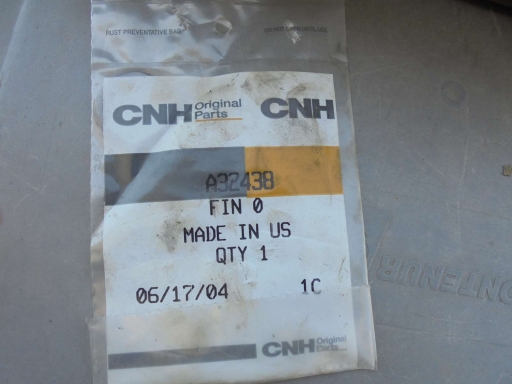 RUST PREVENTATIVE BAG
CNH Original Parts CNH
A32438
FIN 0
MADE IN US
QTY 1
06/17/04 1C
CNH Original Parts
CONTENUR